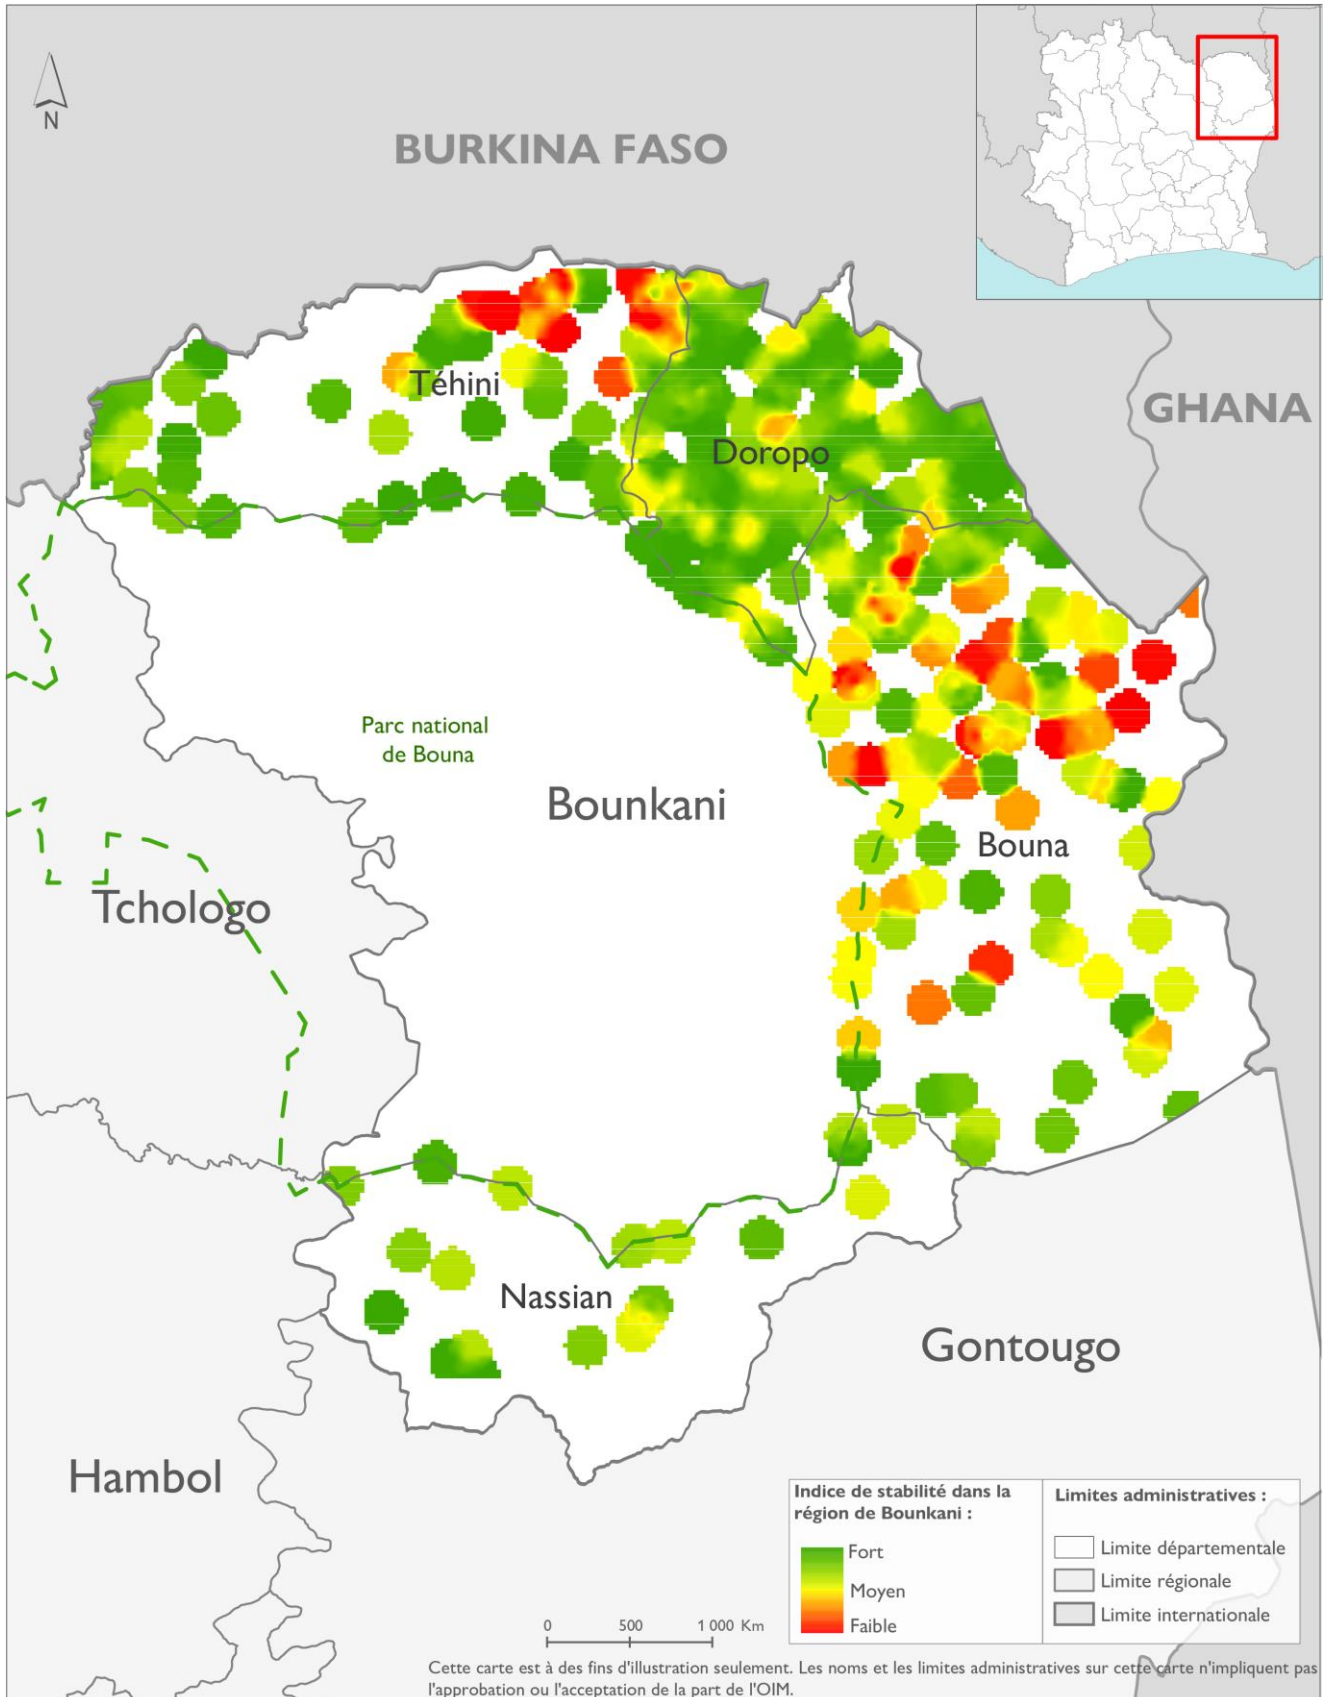 N
BURKINA FASO
GHANA
Téhini
Doropo
Parc national
de Bouna
Bounkani
Bouna
Tchologo
Nassian
Gontougo
Hambol
Indice de stabilité dans la
région de Bounkani :
Fort
Moyen
Faible
Limites administratives :
Limite départementale
Limite régionale
Limite internationale
0 500 1 000 Km
Cette carte est à des fins d'illustration seulement. Les noms et les limites administratives sur cette carte n'impliquent pas
l'approbation ou l'acceptation de la part de l'OIM.